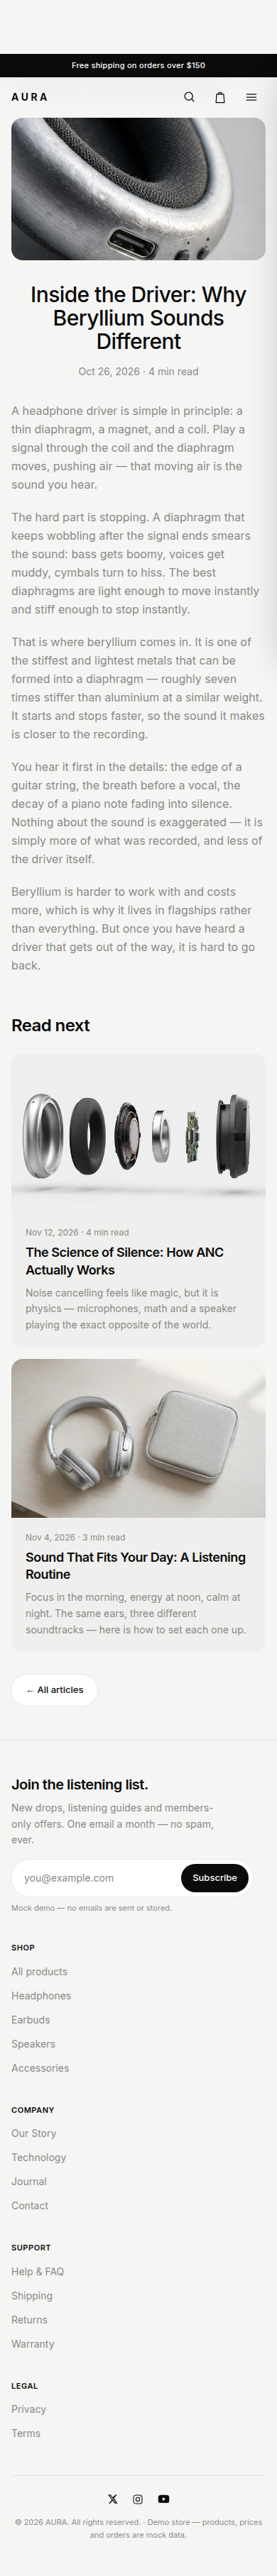 Free shipping on orders over $150
AURA
Inside the Driver: Why
Beryllium Sounds
Different
Oct 26, 2026 · 4 min read
A headphone driver is simple in principle: a
thin diaphragm, a magnet, and a coil. Play a
signal through the coil and the diaphragm
moves, pushing air — that moving air is the
sound you hear.
The hard part is stopping. A diaphragm that
keeps wobbling after the signal ends smears
the sound: bass gets boomy, voices get
muddy, cymbals turn to hiss. The best
diaphragms are light enough to move instantly
and stiff enough to stop instantly.
That is where beryllium comes in. It is one of
the stiffest and lightest metals that can be
formed into a diaphragm — roughly seven
times stiffer than aluminium at a similar weight.
It starts and stops faster, so the sound it makes
is closer to the recording.
You hear it first in the details: the edge of a
guitar string, the breath before a vocal, the
decay of a piano note fading into silence.
Nothing about the sound is exaggerated — it is
simply more of what was recorded, and less of
the driver itself.
Beryllium is harder to work with and costs
more, which is why it lives in flagships rather
than everything. But once you have heard a
driver that gets out of the way, it is hard to go
back.
Read next
Nov 12, 2026 · 4 min read
The Science of Silence: How ANC
Actually Works
Noise cancelling feels like magic, but it is
physics — microphones, math and a speaker
playing the exact opposite of the world.
Nov 4, 2026 · 3 min read
Sound That Fits Your Day: A Listening
Routine
Focus in the morning, energy at noon, calm at
night. The same ears, three different
soundtracks — here is how to set each one up.
← All articles
Join the listening list.
New drops, listening guides and members-
only offers. One email a month — no spam,
ever.
you@example.com
Subscribe
Mock demo — no emails are sent or stored.
SHOP
All products
Headphones
Earbuds
Speakers
Accessories
COMPANY
Our Story
Technology
Journal
Contact
SUPPORT
Help & FAQ
Shipping
Returns
Warranty
LEGAL
Privacy
Terms
© 2026 AURA. All rights reserved. · Demo store — products, prices
and orders are mock data.